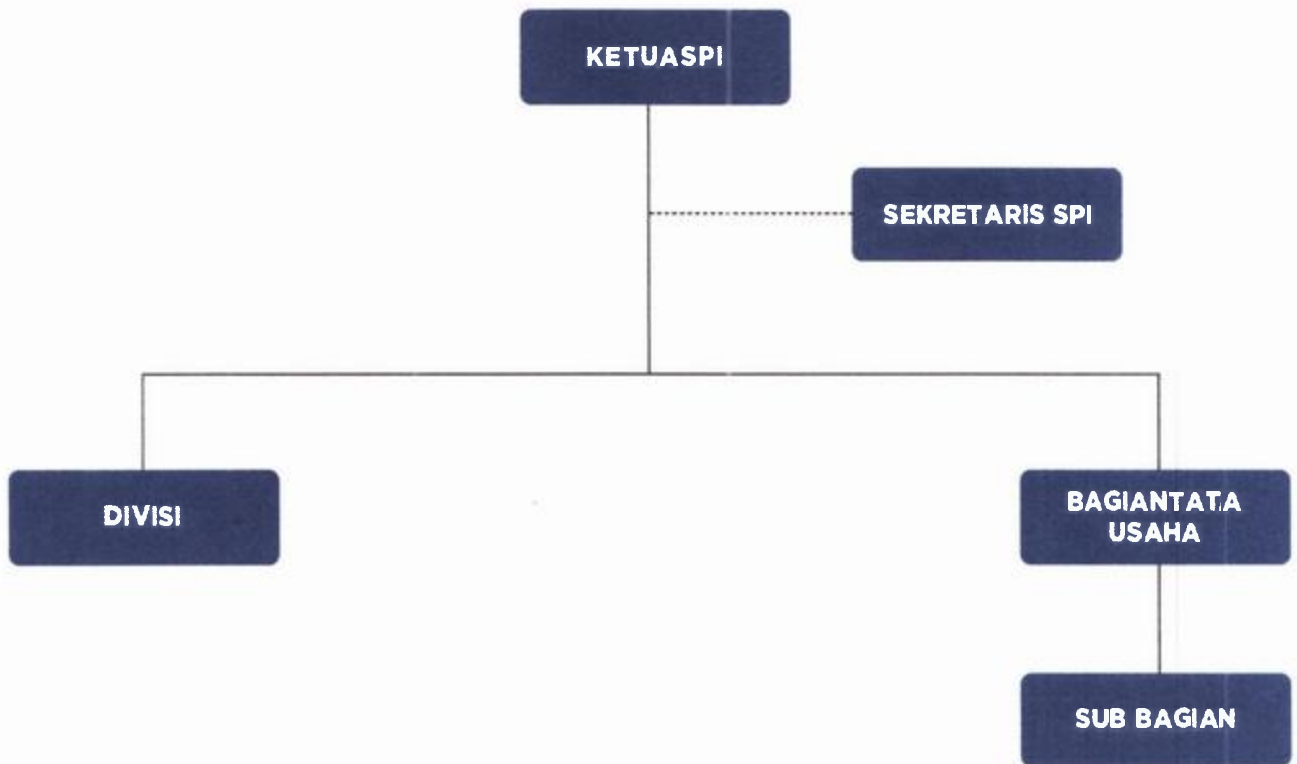 KETUASPI
SEKRETARIS SPI
DIVISI
BAGIANTATA
USAHA
SUB BAGIAN